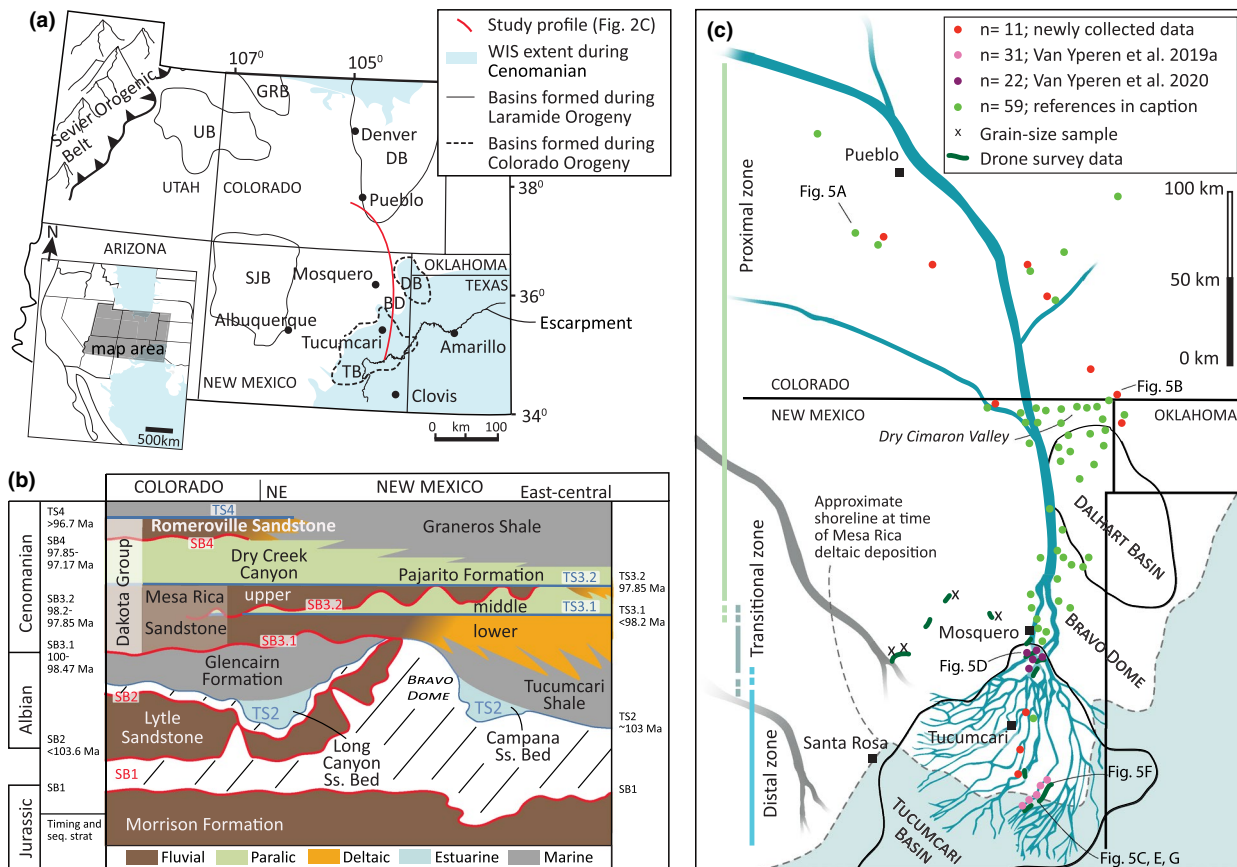 (a)
Study profile (Fig. 2C)
WIS extent during
Cenomanian
Basins formed during
Laramide Orogeny
Basins formed during
Colorado Orogeny
107⁰
105⁰
38⁰
36⁰
34⁰
Sevier Orogenic
Belt
GRB
UB
Denver
DB
UTAH
COLORADO
Pueblo
N
ARIZONA
SJB
Mosquero
DB
OKLAHOMA
TEXAS
BD
Albuquerque
Tucumcari
Escarpment
Amarillo
TB
NEW MEXICO
Clovis
map area
500km
0 km 100
(b)
COLORADO
NE
NEW MEXICO
East-central
TS4
>96.7 Ma
SB4
97.85-
97.17 Ma
SB3.2
98.2-
97.85 Ma
SB3.1
100-
98.47 Ma
SB2
<103.6 Ma
SB1
Timing and
seq. strat
Cenomanian
Albian
Jurassic
Dakota Group
TS4
Romeroville Sandstone
Graneros Shale
SB4
Dry Creek
Canyon
Pajarito Formation
TS3.2
TS3.2
97.85 Ma
Mesa Rica
upper
SB3.2
middle
TS3.1
TS3.1
<98.2 Ma
Sandstone
lower
SB3.1
Glencairn
Formation
BRAVO
DOME
Tucumcari
Shale
SB2
TS2
TS2
TS2
~103 Ma
Lytle
Sandstone
Long
Canyon
Ss. Bed
Campana
Ss. Bed
SB1
SB1
Morrison Formation
Fluvial
Paralic
Deltaic
Estuarine
Marine
(c)
n= 11; newly collected data
n= 31; Van Yperen et al. 2019a
n= 22; Van Yperen et al. 2020
n= 59; references in caption
x Grain-size sample
Drone survey data
100 km
50 km
0 km
Proximal zone
Transitional zone
Distal zone
Pueblo
Fig. 5A
Fig. 5B
COLORADO
NEW MEXICO
OKLAHOMA
Dry Cimaron Valley
DALHART BASIN
Approximate
shoreline at time
of Mesa Rica
deltaic deposition
x
x
x x
Mosquero
BRAVO DOME
Fig. 5D
Tucumcari
Santa Rosa
Fig. 5F
TUCUMCARI
BASIN
Fig. 5C, E, G